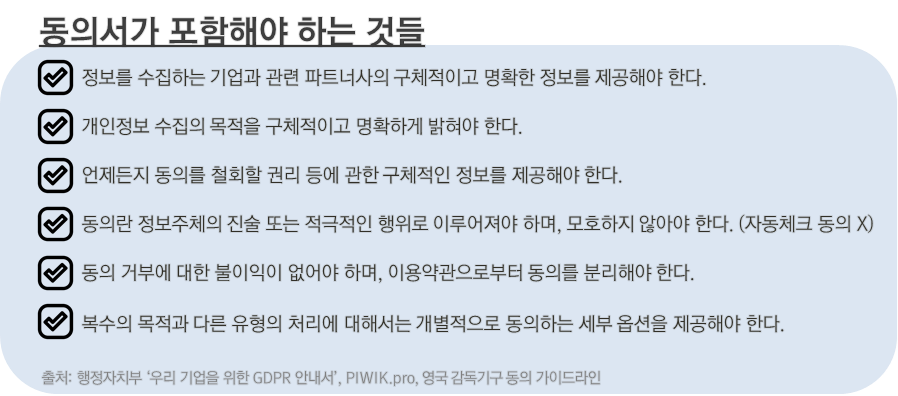 동의서가 포함해야 하는 것들
정보를 수집하는 기업과 관련 파트너사의 구체적이고 명확한 정보를 제공해야 한다.
개인정보 수집의 목적을 구체적이고 명확하게 밝혀야 한다.
언제든지 동의를 철회할 권리 등에 관한 구체적인 정보를 제공해야 한다.
동의란 정보주체의 진술 또는 적극적인 행위로 이루어져야 하며, 모호하지 않아야 한다. (자동체크 동의 X)
동의 거부에 대한 불이익이 없어야 하며, 이용약관으로부터 동의를 분리해야 한다.
복수의 목적과 다른 유형의 처리에 대해서는 개별적으로 동의하는 세부 옵션을 제공해야 한다.
출처: 행정자치부 ‘우리 기업을 위한 GDPR 안내서’, PIWIK.pro, 영국 감독기구 동의 가이드라인